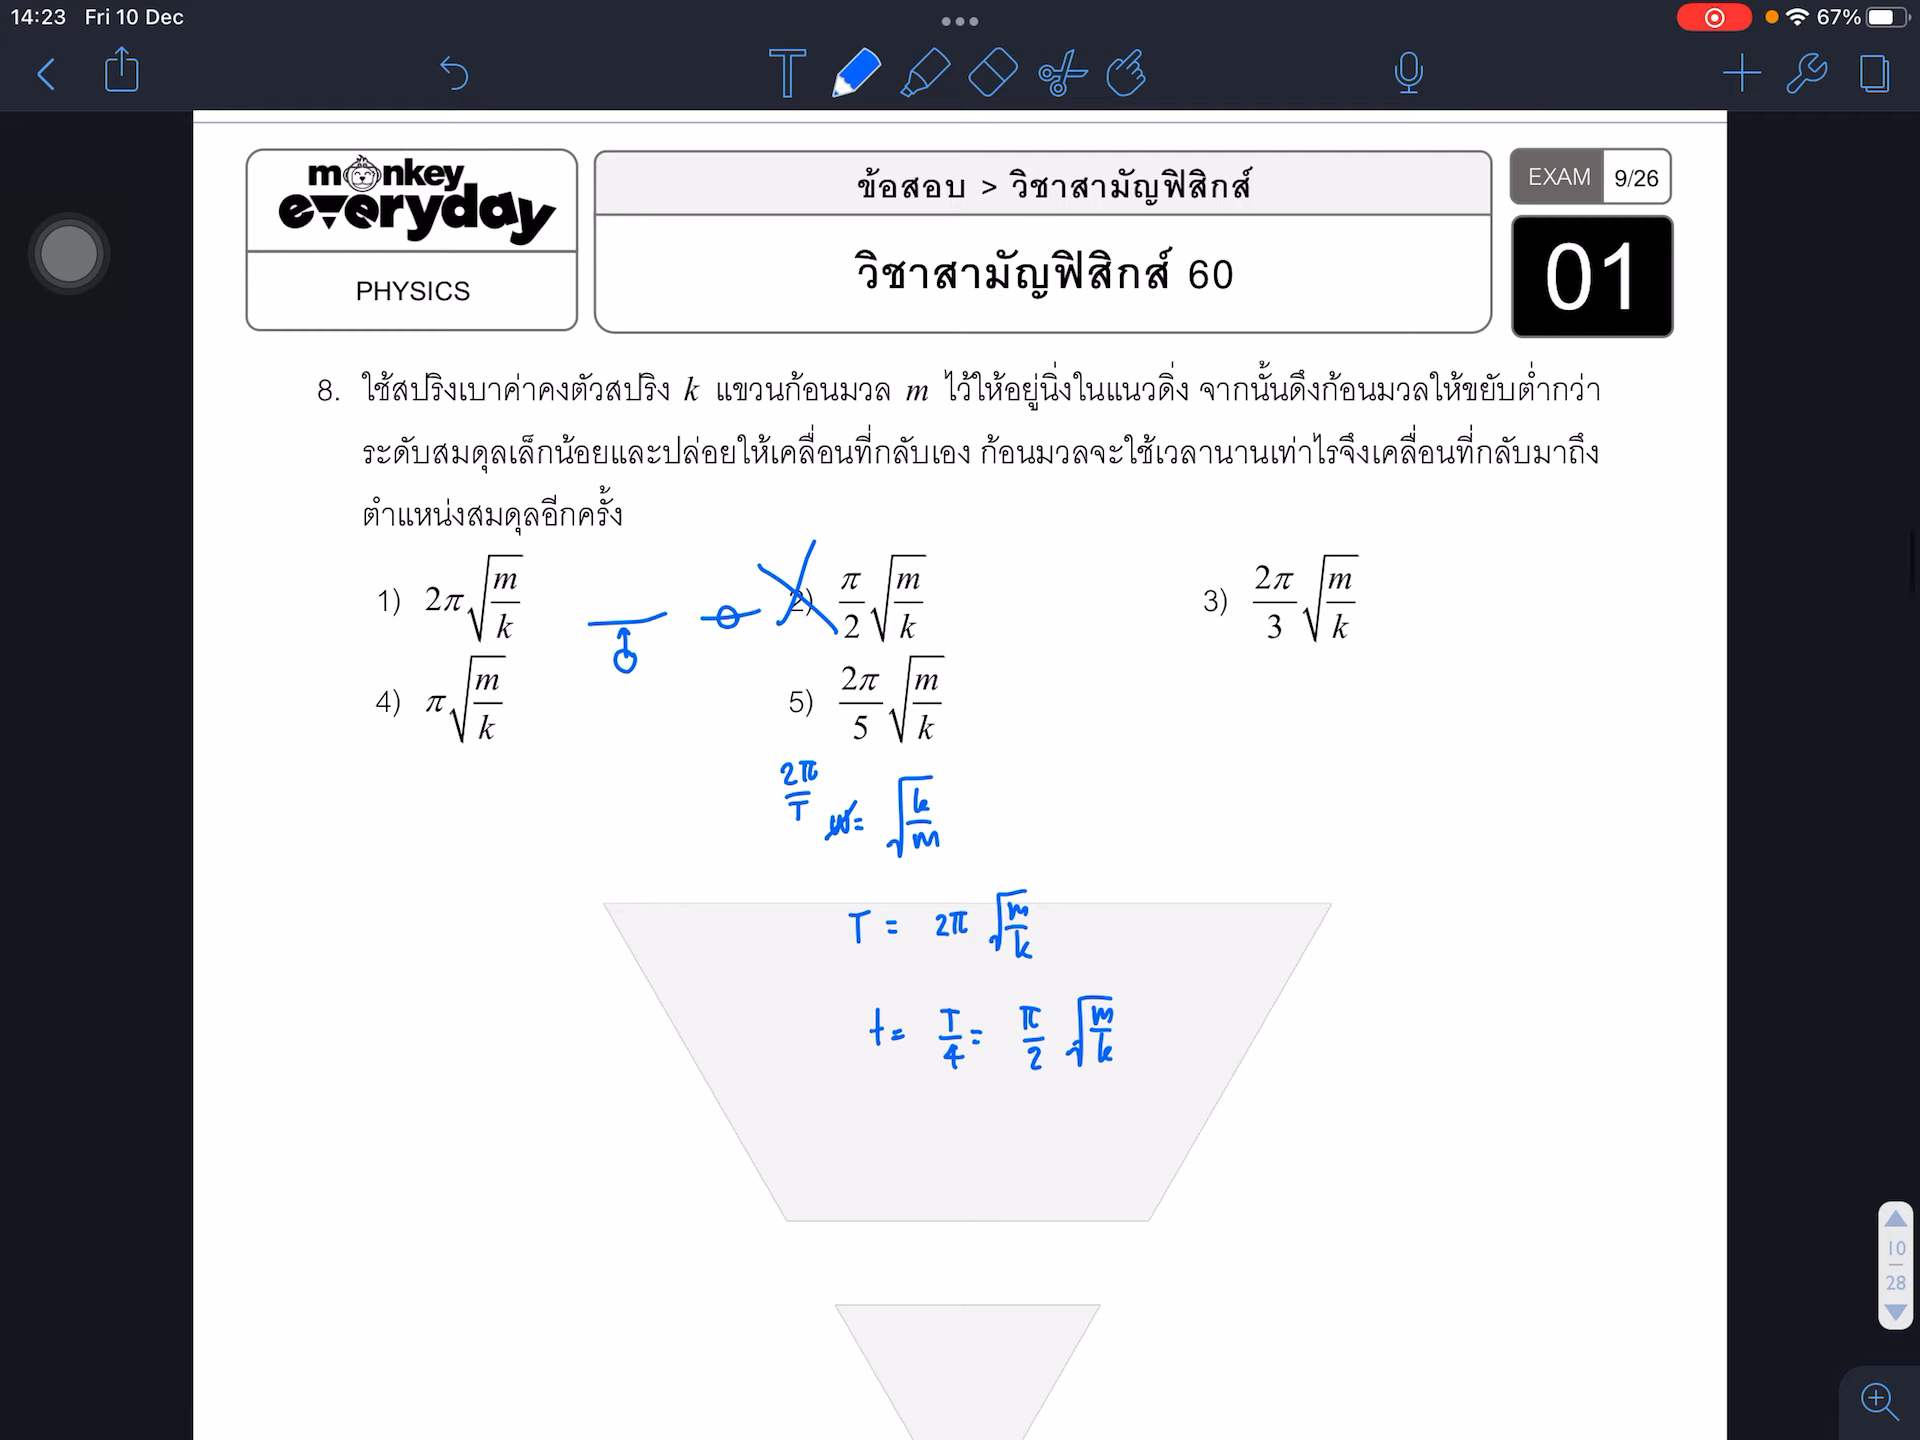 14:23 Fri 10 Dec
67%
monkey everyday
PHYSICS
ข้อสอบ > วิชาสามัญฟิสิกส์
วิชาสามัญฟิสิกส์ 60
EXAM 9/26
01
8. ใช้สปริงเบาค่าคงตัวสปริง k แขวนก้อนมวล m ไว้ให้อยู่นิ่งในแนวดิ่ง จากนั้นดึงก้อนมวลให้ขยับต่ำกว่า
ระดับสมดุลเล็กน้อยและปล่อยให้เคลื่อนที่กลับเอง ก้อนมวลจะใช้เวลานานเท่าไรจึงเคลื่อนที่กลับมาถึง
ตำแหน่งสมดุลอีกครั้ง
1) 2π√(m/k) 2) π/2 √(m/k) 3) 2π/3 √(m/k)
4) π√(m/k) 5) 2π/5 √(m/k)
2π/T ω = √(k/m)
T = 2π √(m/k)
t = T/4 = π/2 √(m/k)
10
28